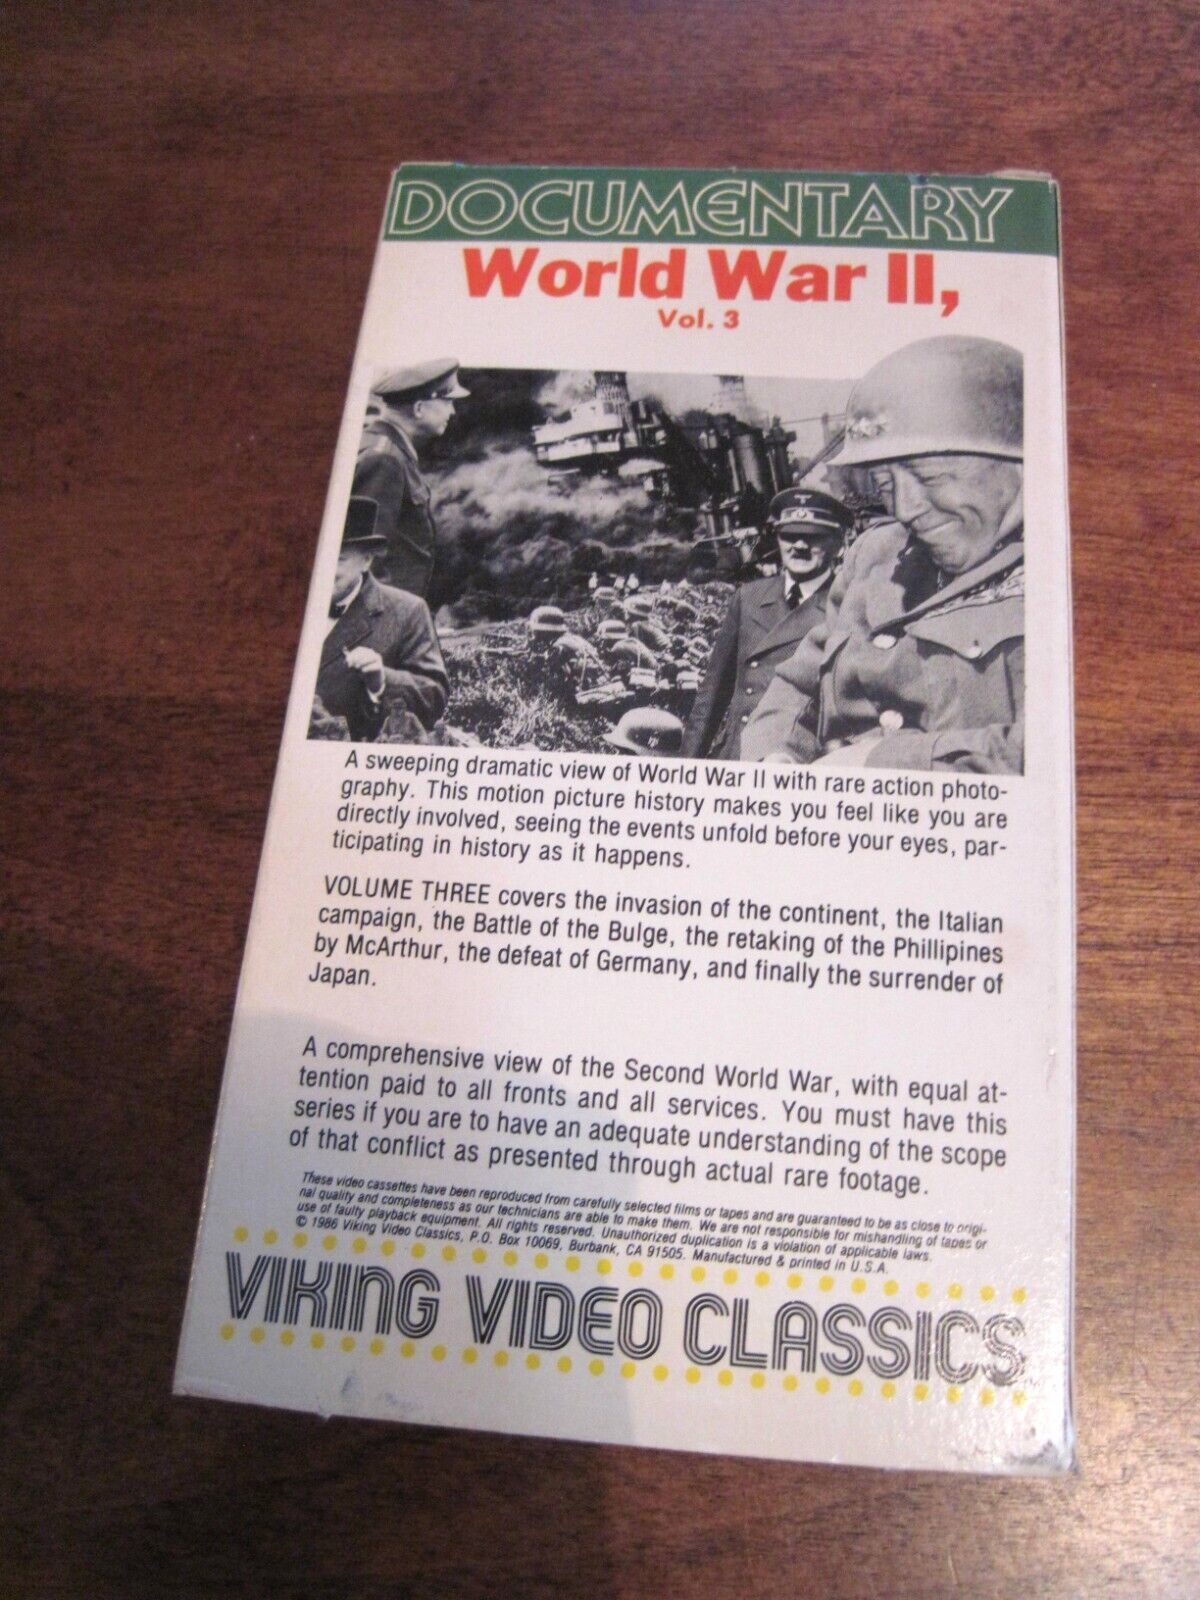 DOCUMENTARY
World War II,
Vol. 3
A sweeping dramatic view of World War II with rare action photo-
graphy. This motion picture history makes you feel like you are
directly involved, seeing the events unfold before your eyes, par-
ticipating in history as it happens.
VOLUME THREE covers the invasion of the continent, the Italian
campaign, the Battle of the Bulge, the retaking of the Phillipines
by McArthur, the defeat of Germany, and finally the surrender of
Japan.
A comprehensive view of the Second World War, with equal at-
tention paid to all fronts and all services. You must have this
series if you are to have an adequate understanding of the scope
of that conflict as presented through actual rare footage.
These video cassettes have been reproduced from carefully selected films or tapes and are guaranteed to be as close to origi-
nal quality and completeness as our technicians are able to make them. We are not responsible for mishandling of tapes or
use of faulty playback equipment. All rights reserved. Unauthorized duplication is a violation of applicable laws.
© 1986 Viking Video Classics, P.O. Box 10069, Burbank, CA 91505. Manufactured & printed in U.S.A.
VIKING VIDEO CLASSICS